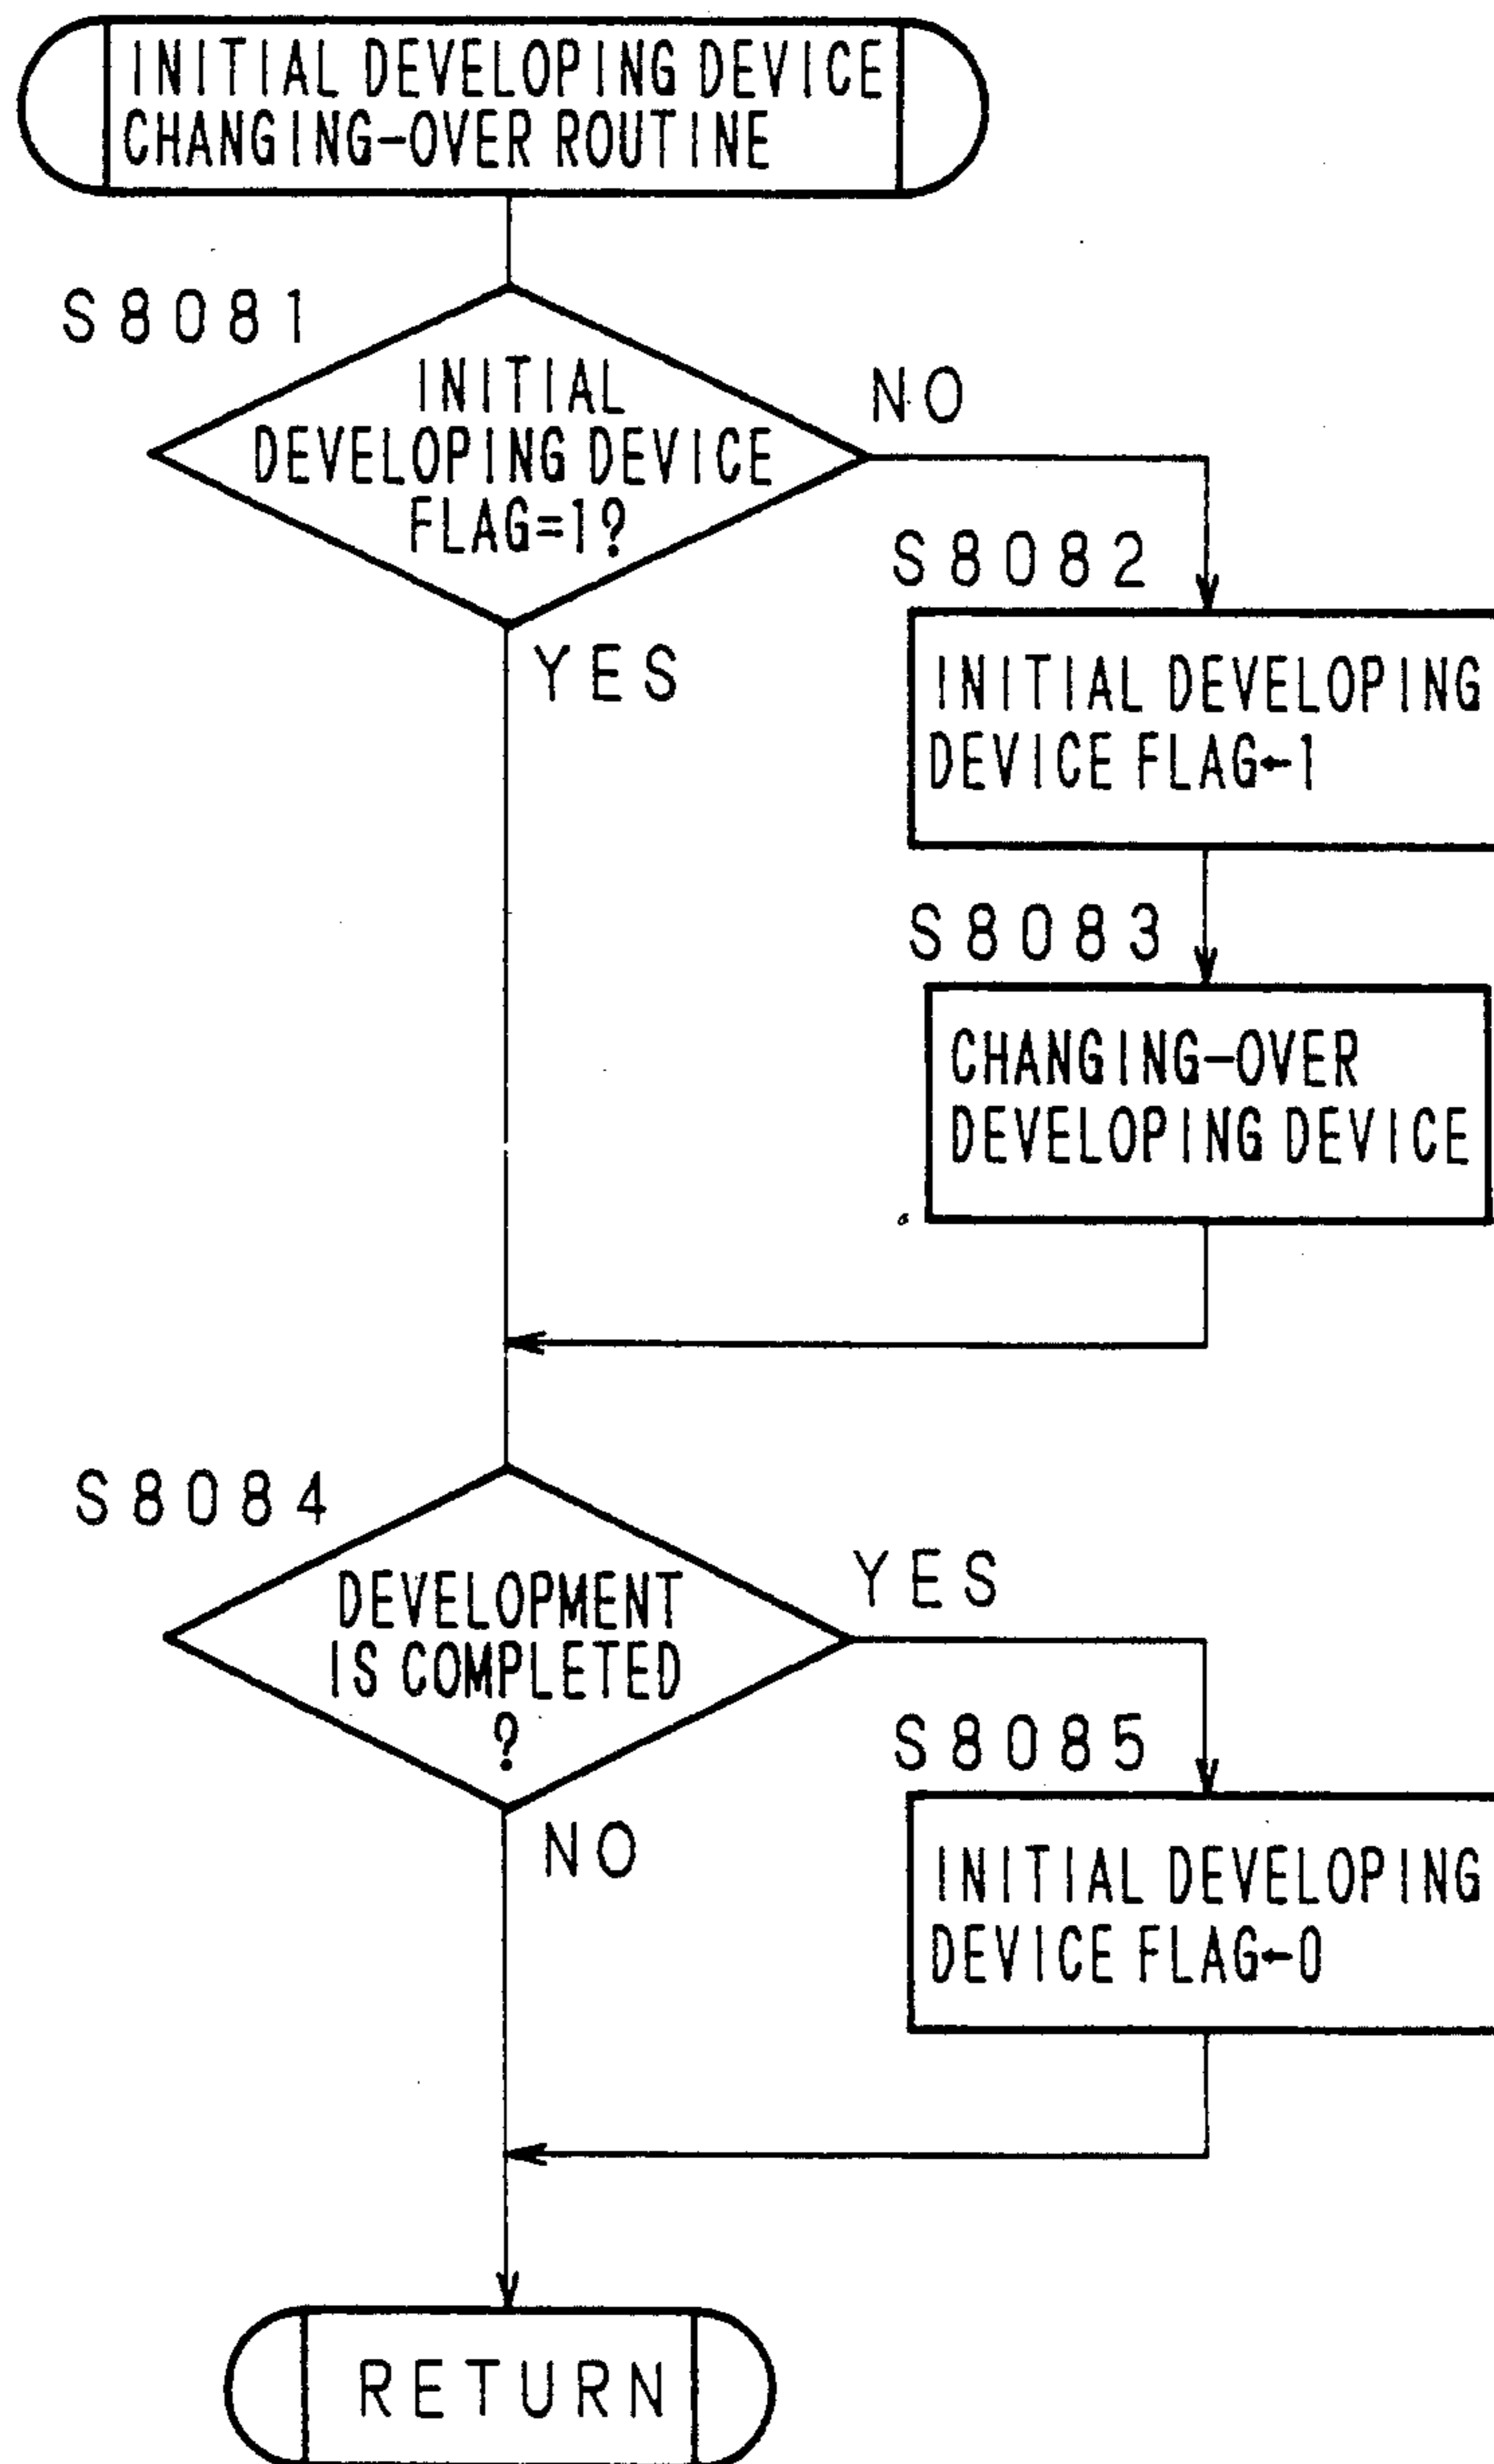 INITIAL DEVELOPING DEVICE
CHANGING-OVER ROUTINE
S8081
INITIAL
DEVELOPING DEVICE
FLAG=1?
NO
YES
S8082
INITIAL DEVELOPING
DEVICE FLAG←1
S8083
CHANGING-OVER
DEVELOPING DEVICE
S8084
DEVELOPMENT
IS COMPLETED
?
YES
NO
S8085
INITIAL DEVELOPING
DEVICE FLAG←0
RETURN